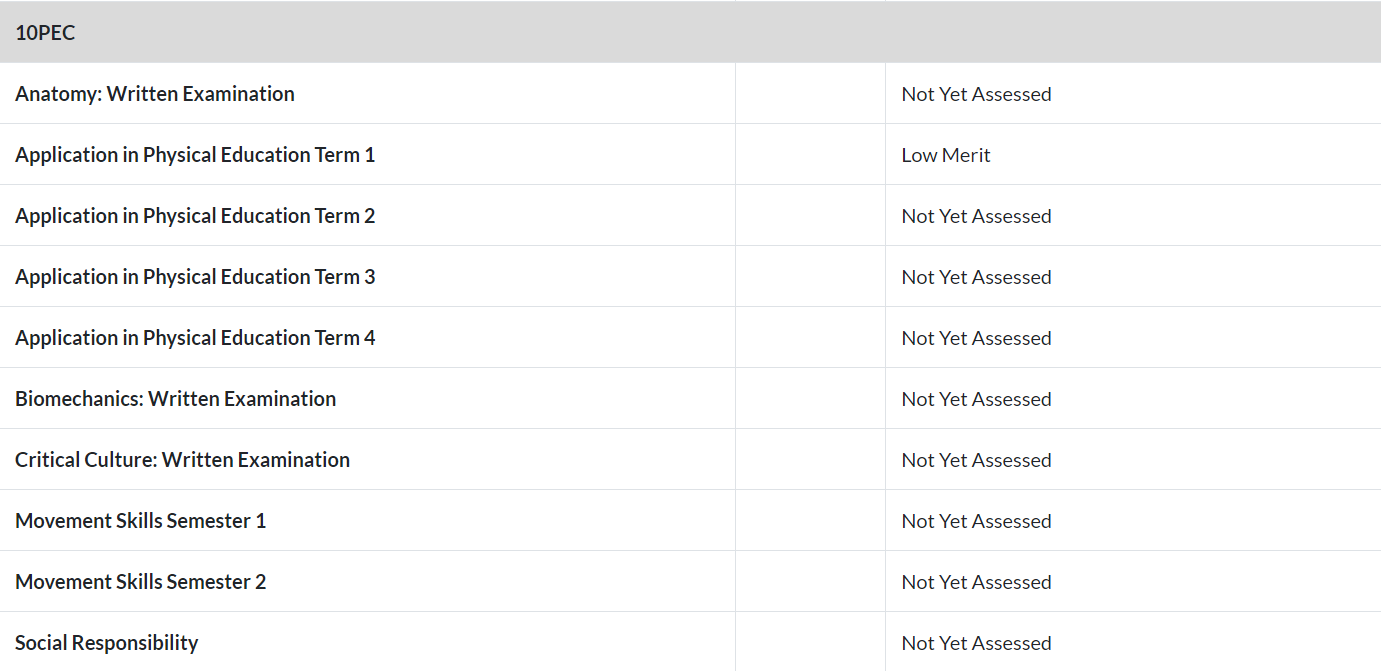 10PEC
Anatomy: Written Examination Not Yet Assessed
Application in Physical Education Term 1 Low Merit
Application in Physical Education Term 2 Not Yet Assessed
Application in Physical Education Term 3 Not Yet Assessed
Application in Physical Education Term 4 Not Yet Assessed
Biomechanics: Written Examination Not Yet Assessed
Critical Culture: Written Examination Not Yet Assessed
Movement Skills Semester 1 Not Yet Assessed
Movement Skills Semester 2 Not Yet Assessed
Social Responsibility Not Yet Assessed